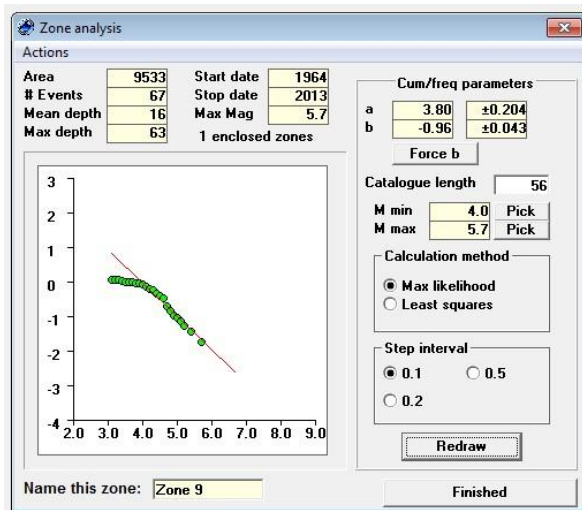 Zone analysis
Actions
Area 9533 Start date 1964
# Events 67 Stop date 2013
Mean depth 16 Max Mag 5.7
Max depth 63 1 enclosed zones
3
2
1
0
-1
-2
-3
-4
2.0 3.0 4.0 5.0 6.0 7.0 8.0 9.0
Name this zone: Zone 9
Cum/freq parameters
a 3.80 ±0.204
b -0.96 ±0.043
Force b
Catalogue length 56
M min 4.0 Pick
M max 5.7 Pick
Calculation method
Max likelihood
Least squares
Step interval
0.1 0.5
0.2
Redraw
Finished